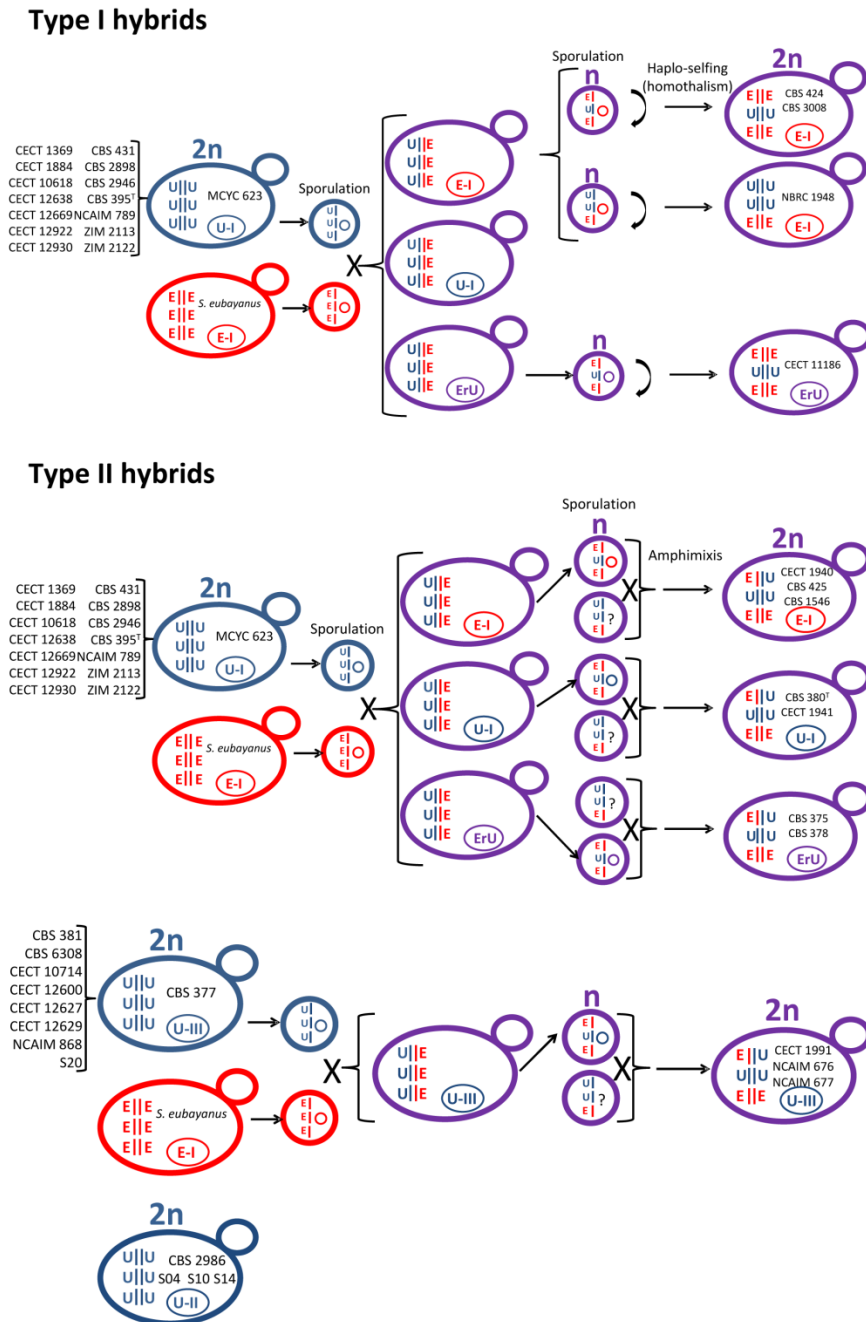 Type I hybrids
Sporulation
n
Haplo-selfing
(homothalism)
2n
E||E CBS 424
U||U CBS 3008
E||E
E-I
E
U
E
CECT 1369 CBS 431
CECT 1884 CBS 2898
CECT 10618 CBS 2946
CECT 12638 CBS 395T
CECT 12669NCAIM 789
CECT 12922 ZIM 2113
CECT 12930 ZIM 2122
2n
U||U
U||U MCYC 623
U||U
U-I
Sporulation
U
U
U
U||E
U||E
U||E
E-I
n
U
U
E
U||U
U||U NBRC 1948
E||E
E-I
X
U||E
U||E
U||E
U-I
E||E S. eubayanus
E||E
E||E
E-I
E
E
E
U||E
U||E
U||E
ErU
n
E
U
E
E||E
U||U CECT 11186
E||E
ErU
Type II hybrids
Sporulation
n
Amphimixis
2n
CECT 1369 CBS 431
CECT 1884 CBS 2898
CECT 10618 CBS 2946
CECT 12638 CBS 395T
CECT 12669NCAIM 789
CECT 12922 ZIM 2113
CECT 12930 ZIM 2122
2n
U||U
U||U MCYC 623
U||U
U-I
Sporulation
U
U
U
U||E
U||E
U||E
E-I
E
U
E
X
U
U ?
E
E||U CECT 1940
U||U CBS 425
E||E CBS 1546
E-I
X
U||E
U||E
U||E
U-I
E
U
E
X
U
U ?
E
E||U CBS 380T
U||U CECT 1941
E||E
U-I
E||E S. eubayanus
E||E
E||E
E-I
E
E
E
U||E
U||E
U||E
ErU
U
U ?
E
X
E
U
E
E||U CBS 375
U||U CBS 378
E||E
ErU
CBS 381
CBS 6308
CECT 10714
CECT 12600
CECT 12627
CECT 12629
NCAIM 868
S20
2n
U||U CBS 377
U||U
U||U
U-III
U
U
U
X
U||E
U||E
U||E
U-III
n
E
U
E
X
U
U ?
E
2n
E||U CECT 1991
U||U NCAIM 676
E||E NCAIM 677
U-III
E||E S. eubayanus
E||E
E||E
E-I
E
E
E
2n
U||U CBS 2986
U||U S04 S10 S14
U||U
U-II